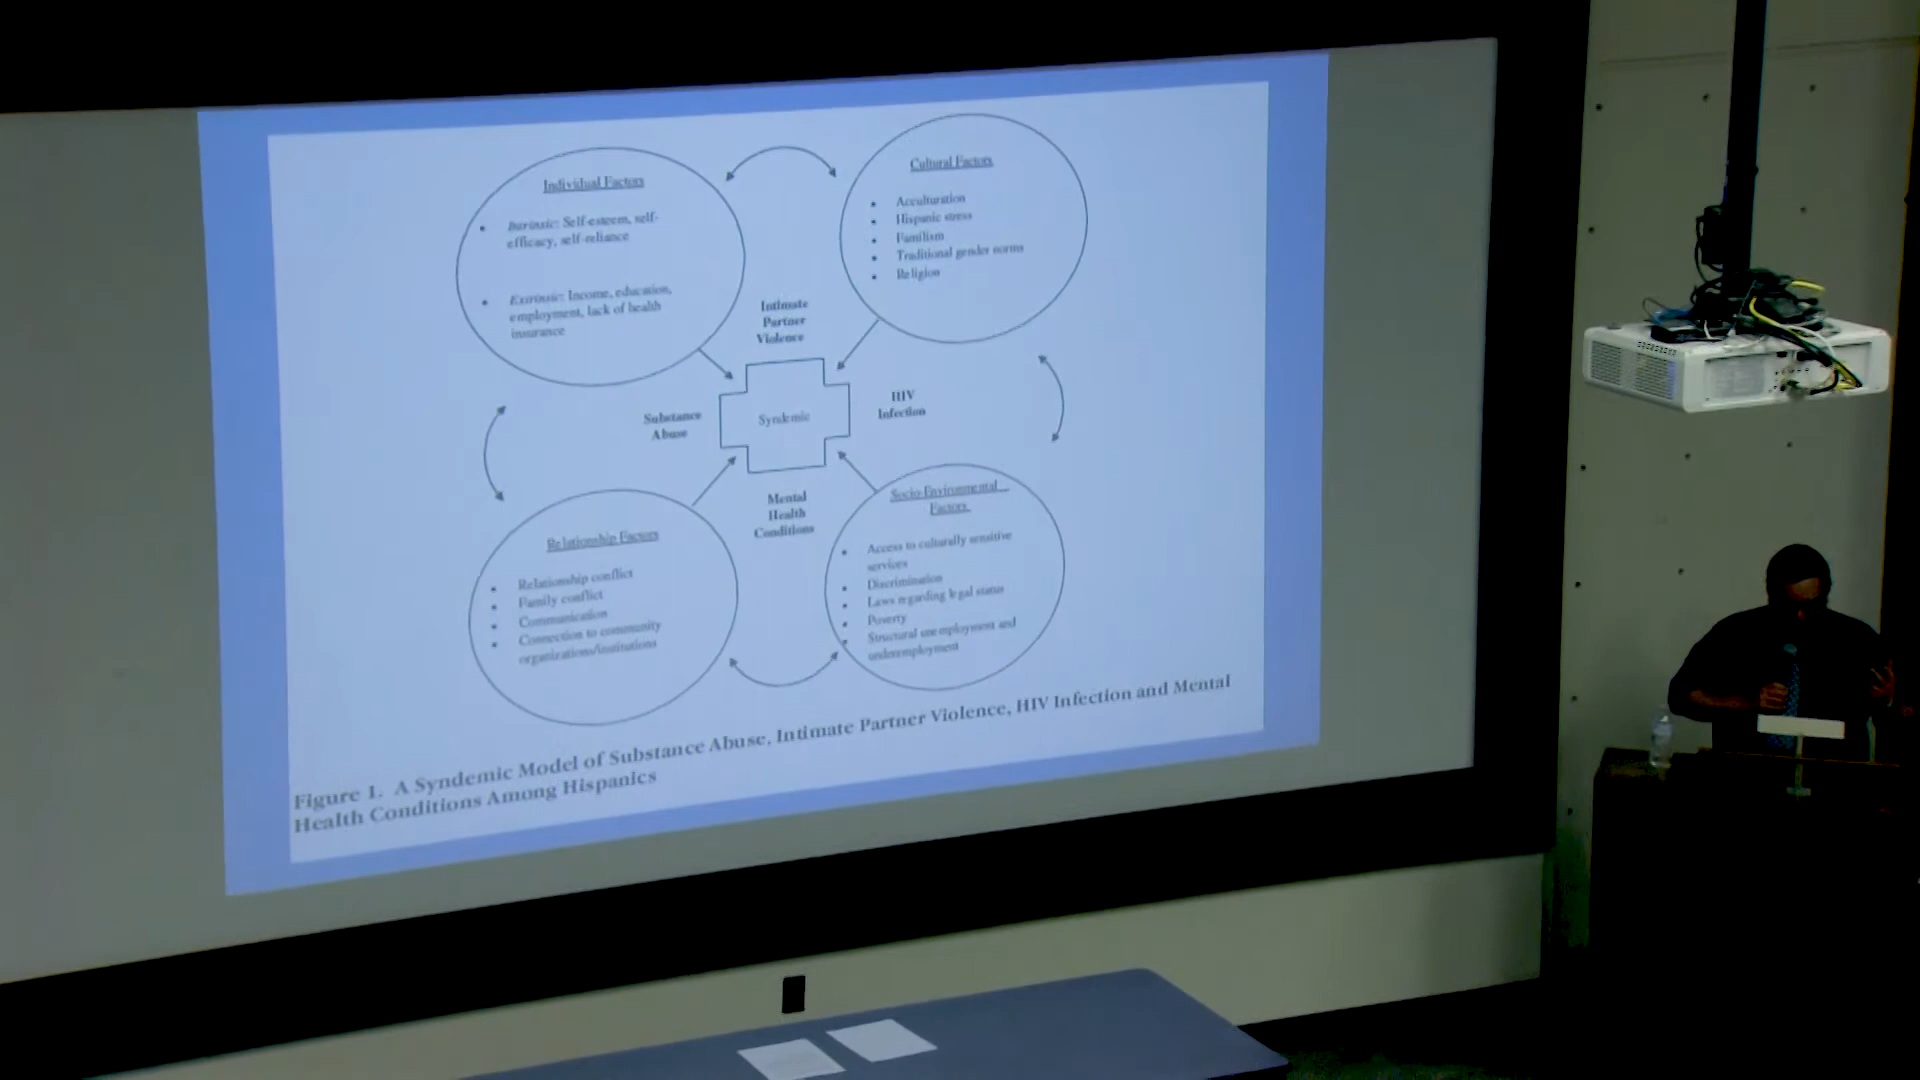 Individual Factors
Intrinsic: Self-esteem, self-
efficacy, self-reliance
Extrinsic: Income, education,
employment, lack of health
insurance
Cultural Factors
Acculturation
Hispanic stress
Familism
Traditional gender norms
Religion
Intimate
Partner
Violence
Substance
Abuse
Syndemic
HIV
Infection
Mental
Health
Conditions
Relationship Factors
Relationship conflict
Family conflict
Communication
Connection to community
organizations/institutions
Socio-Environmental
Factors
Access to culturally sensitive
services
Discrimination
Laws regarding legal status
Poverty
Structural unemployment and
underemployment
Figure 1. A Syndemic Model of Substance Abuse, Intimate Partner Violence, HIV Infection and Mental
Health Conditions Among Hispanics